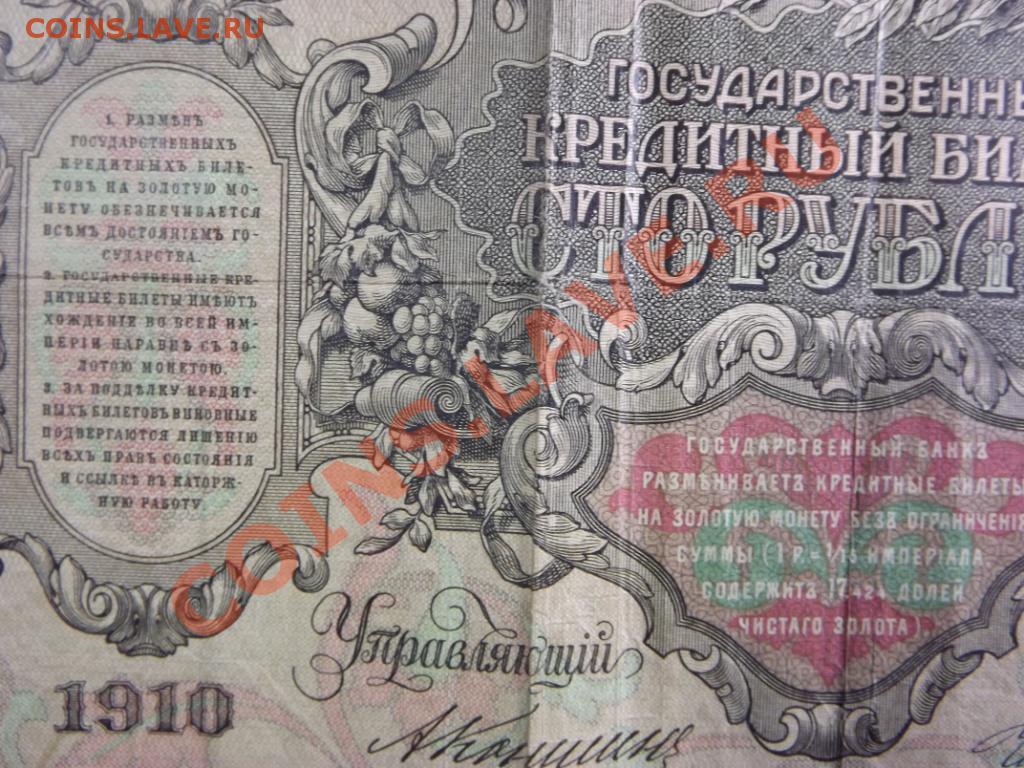 COINS.LAVE.RU
1. РАЗМѢНЪ
ГОСУДАРСТВЕННЫХЪ
КРЕДИТНЫХЪ БИЛЕ-
ТОВЪ НА ЗОЛОТУЮ МО-
НЕТУ ОБЕЗПЕЧИВАЕТСЯ
ВСѢМЪ ДОСТОЯНІЕМЪ ГО-
СУДАРСТВА.
2. ГОСУДАРСТВЕННЫЕ КРЕ-
ДИТНЫЕ БИЛЕТЫ ИМѢЮТЪ
ХОЖДЕНІЕ ВО ВСЕЙ ИМ-
ПЕРІИ НАРАВНѢ СЪ ЗО-
ЛОТОЮ МОНЕТОЮ.
3. ЗА ПОДДѢЛКУ КРЕДИТ-
НЫХЪ БИЛЕТОВЪ ВИНОВНЫЕ
ПОДВЕРГАЮТСЯ ЛИШЕНІЮ
ВСѢХЪ ПРАВЪ СОСТОЯНІЯ
И ССЫЛКѢ ВЪ КАТОРЖ-
НУЮ РАБОТУ
ГОСУДАРСТВЕННЫ
КРЕДИТНЫЙ БИ
СТО РУБЛ
COINS.LAVE.RU
ГОСУДАРСТВЕННЫЙ БАНКЪ
РАЗМѢНИВАЕТЪ КРЕДИТНЫЕ БИЛЕТЫ
НА ЗОЛОТУЮ МОНЕТУ БЕЗЪ ОГРАНИЧЕНІЯ
СУММЫ (1 Р. = 1/15 ИМПЕРІАЛА,
СОДЕРЖИТЪ 17,424 ДОЛЕЙ
ЧИСТАГО ЗОЛОТА)
Управляющій
1910